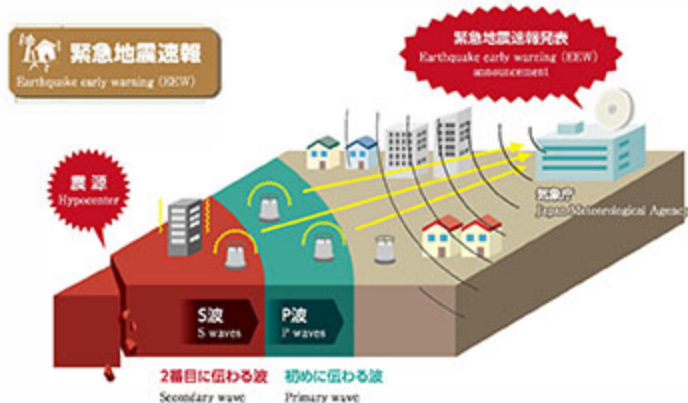 緊急地震速報
Earthquake early warning (EEW)
緊急地震速報発表
Earthquake early warning (EEW)
announcement
震源
Hypocenter
気象庁
Japan Meteorological Agency
S波
S waves
P波
P waves
2番目に伝わる波
Secondary wave
初めに伝わる波
Primary wave